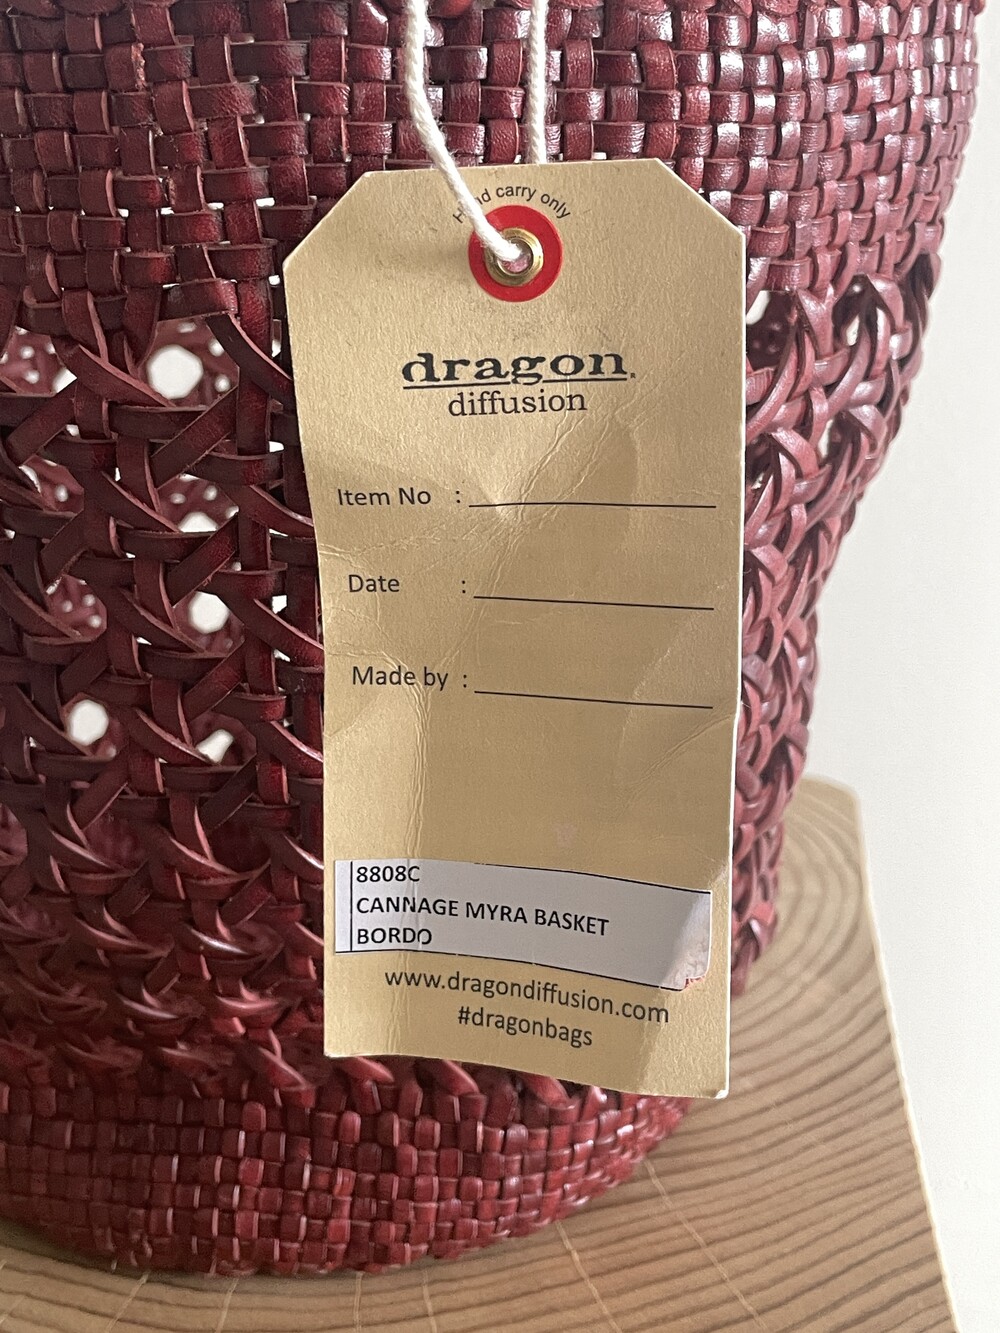 Hand carry only
dragon.
diffusion
Item No :
Date :
Made by :
8808C
CANNAGE MYRA BASKET
BORDO
www.dragondiffusion.com
#dragonbags